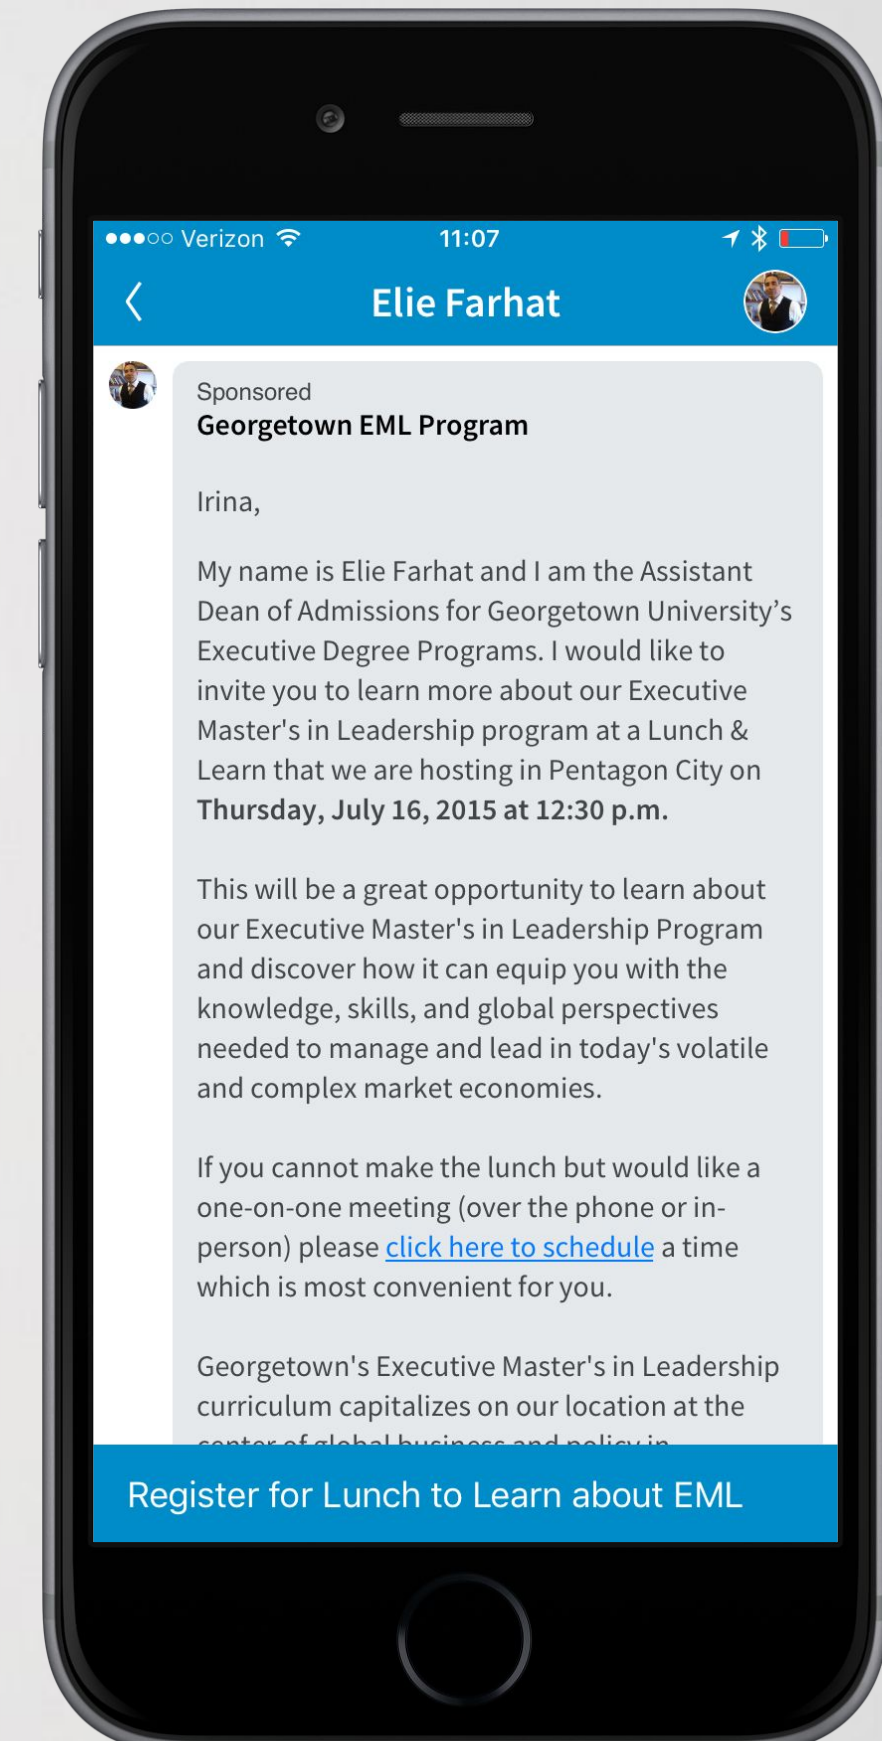 Verizon 11:07
Elie Farhat
Sponsored
Georgetown EML Program
Irina,
My name is Elie Farhat and I am the Assistant
Dean of Admissions for Georgetown University’s
Executive Degree Programs. I would like to
invite you to learn more about our Executive
Master's in Leadership program at a Lunch &
Learn that we are hosting in Pentagon City on
Thursday, July 16, 2015 at 12:30 p.m.
This will be a great opportunity to learn about
our Executive Master's in Leadership Program
and discover how it can equip you with the
knowledge, skills, and global perspectives
needed to manage and lead in today's volatile
and complex market economies.
If you cannot make the lunch but would like a
one-on-one meeting (over the phone or in-
person) please click here to schedule a time
which is most convenient for you.
Georgetown's Executive Master's in Leadership
curriculum capitalizes on our location at the
center of global business and policy in
Register for Lunch to Learn about EML